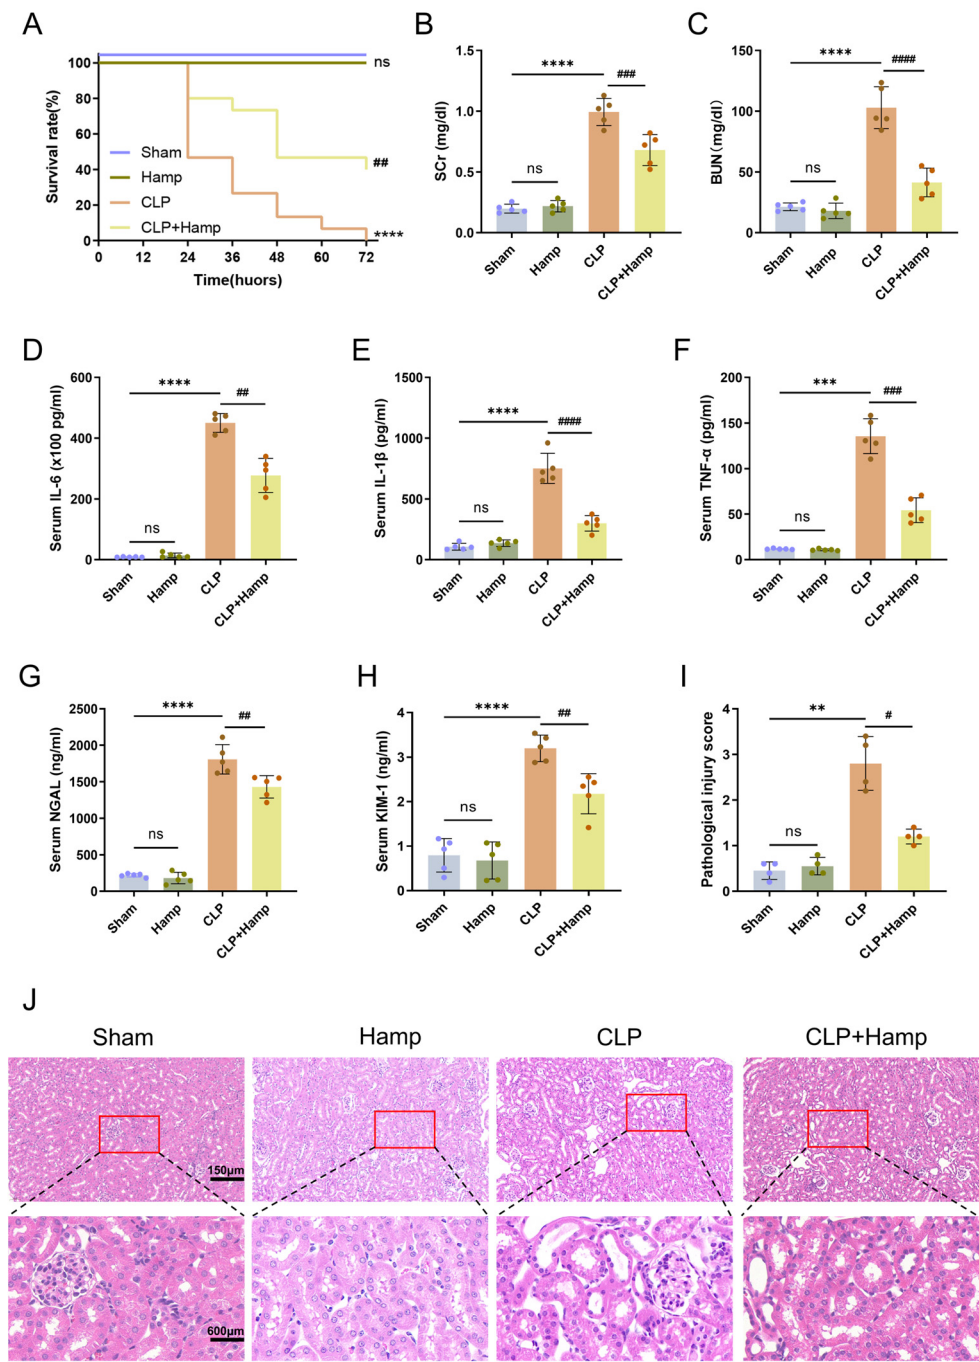 A
Survival rate(%)
100
80
60
40
20
0
0 12 24 36 48 60 72
Time(huors)
Sham
Hamp
CLP
CLP+Hamp
ns
##
****
B
SCr (mg/dl)
1.5
1.0
0.5
0.0
****
###
ns
Sham Hamp CLP CLP+Hamp
C
BUN(mg/dl)
150
100
50
0
****
####
ns
Sham Hamp CLP CLP+Hamp
D
Serum IL-6 (x100 pg/ml)
600
400
200
0
****
##
ns
Sham Hamp CLP CLP+Hamp
E
Serum IL-1β (pg/ml)
1500
1000
500
0
****
####
ns
Sham Hamp CLP CLP+Hamp
F
Serum TNF-α (pg/ml)
200
150
100
50
0
***
###
ns
Sham Hamp CLP CLP+Hamp
G
Serum NGAL (ng/ml)
2500
2000
1500
1000
500
0
****
##
ns
Sham Hamp CLP CLP+Hamp
H
Serum KIM-1 (ng/ml)
4
3
2
1
0
****
##
ns
Sham Hamp CLP CLP+Hamp
I
Pathological injury score
4
3
2
1
0
**
#
ns
Sham Hamp CLP CLP+Hamp
J
Sham Hamp CLP CLP+Hamp
150μm
600μm